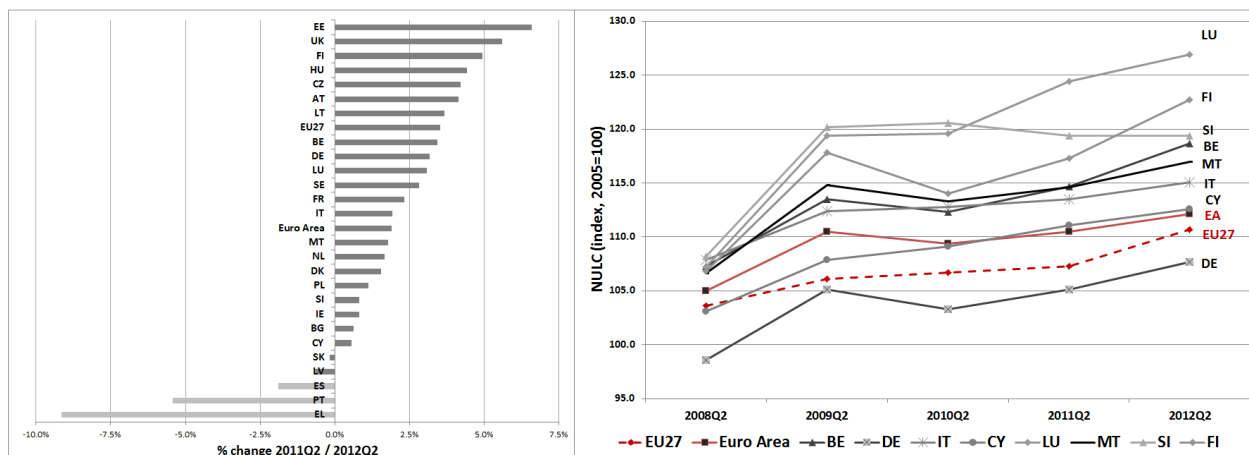 EE
UK
FI
HU
CZ
AT
LT
EU27
BE
DE
LU
SE
FR
IT
Euro Area
MT
NL
DK
PL
SI
IE
BG
CY
SK
LV
ES
PT
EL
-10.0% -7.5% -5.0% -2.5% 0.0% 2.5% 5.0% 7.5%
% change 2011Q2 / 2012Q2
NULC (index, 2005=100)
130.0
125.0
120.0
115.0
110.0
105.0
100.0
95.0
LU
FI
SI
BE
MT
IT
CY
EA
EU27
DE
2008Q2 2009Q2 2010Q2 2011Q2 2012Q2
EU27 Euro Area BE DE IT CY LU MT SI FI